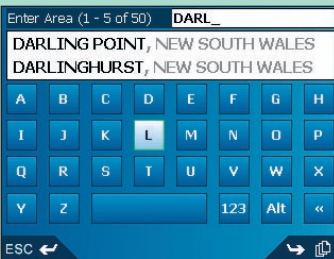 Enter Area (1 - 5 of 50) DARL_
DARLING POINT, NEW SOUTH WALES
DARLINGHURST, NEW SOUTH WALES
A B C D E F G H
I J K L M N O P
Q R S T U V W X
Y Z 123 Alt «
ESC